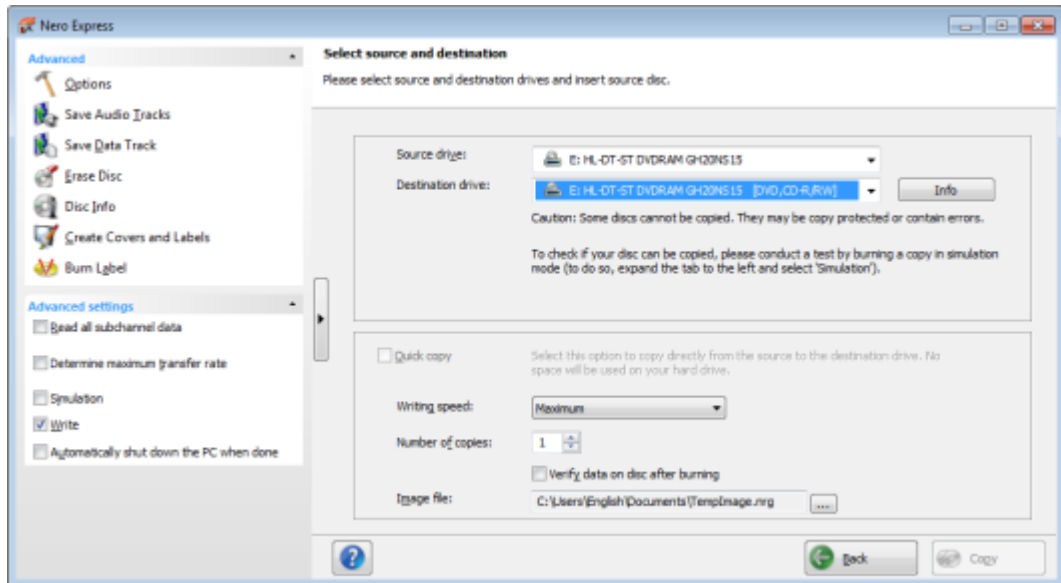 Nero Express
Advanced
Options
Save Audio Tracks
Save Data Track
Erase Disc
Disc Info
Create Covers and Labels
Burn Label
Advanced settings
Read all subchannel data
Determine maximum transfer rate
Simulation
Write
Automatically shut down the PC when done
Select source and destination
Please select source and destination drives and insert source disc.
Source drive: E: HL-DT-ST DVDRAM GH20NS15
Destination drive: E: HL-DT-ST DVDRAM GH20NS15 [DVD,CD-R/RW] Info
Caution: Some discs cannot be copied. They may be copy protected or contain errors.
To check if your disc can be copied, please conduct a test by burning a copy in simulation
mode (to do so, expand the tab to the left and select 'Simulation').
Quick copy Select this option to copy directly from the source to the destination drive. No
space will be used on your hard drive.
Writing speed: Maximum
Number of copies: 1
Verify data on disc after burning
Image file: C:\Users\English\Documents\TempImage.nrg ...
? Back Copy